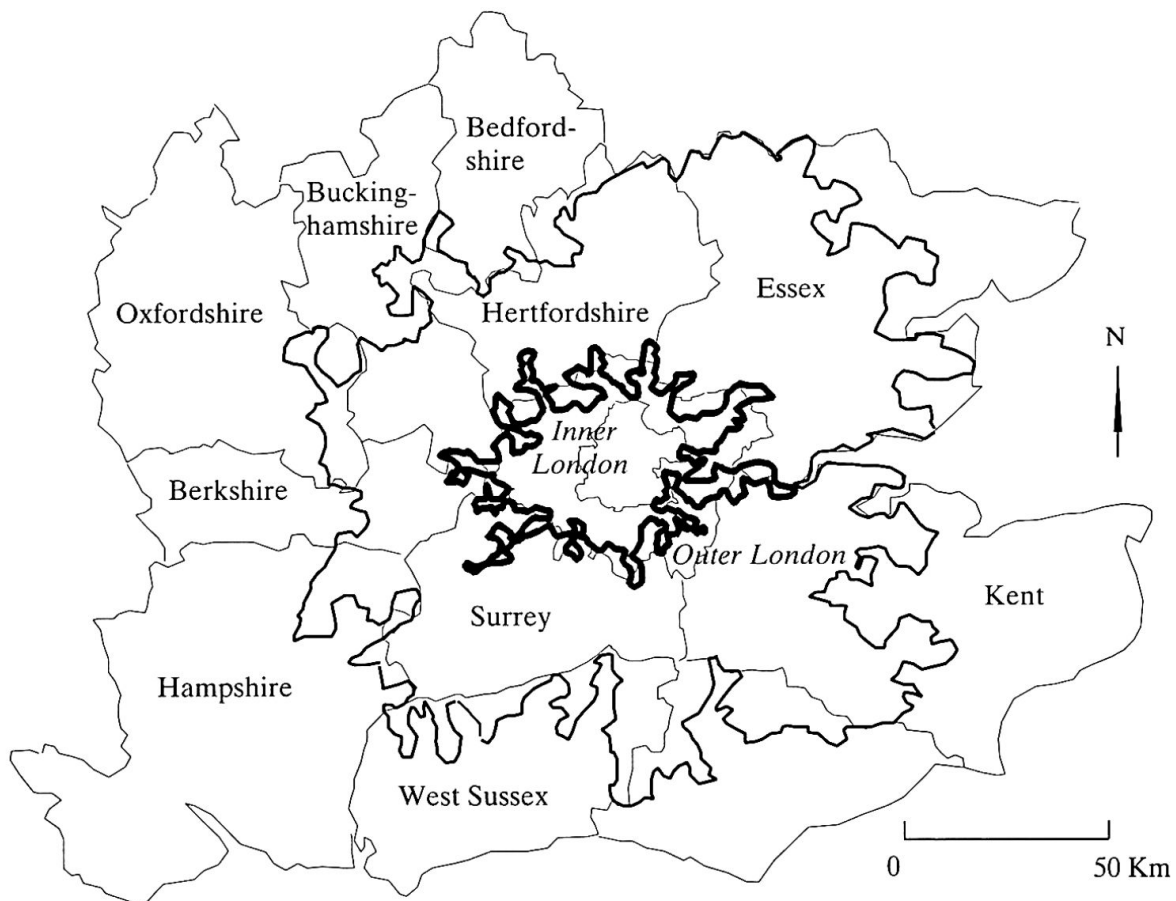 Bedford-
shire
Bucking-
hamshire
Oxfordshire
Hertfordshire
Essex
N
Inner
London
Berkshire
Outer London
Surrey
Kent
Hampshire
West Sussex
0
50 Km